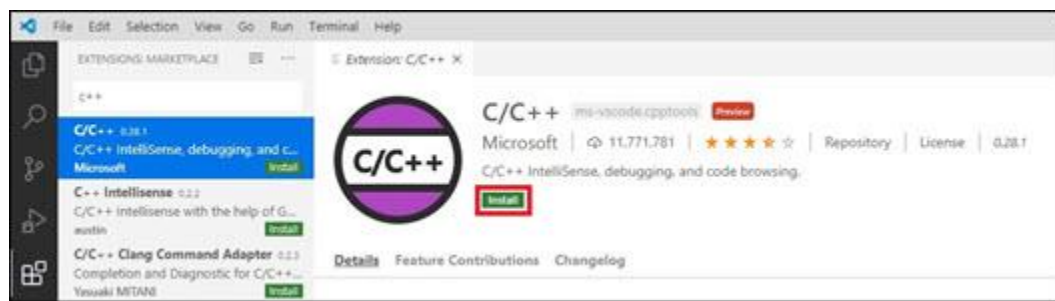 File Edit Selection View Go Run Terminal Help
EXTENSIONS: MARKETPLACE
c++
C/C++ 0.28.1
C/C++ IntelliSense, debugging, and c...
Microsoft Install
C++ Intellisense 0.2.2
C/C++ Intellisense with the help of G...
austin Install
C/C++ Clang Command Adapter 0.2.3
Completion and Diagnostic for C/C++...
Yasuaki MITANI Install
Extension: C/C++
C/C++
C/C++ ms-vscode.cpptools Preview
Microsoft 11.771.781 Repository License 0.28.1
C/C++ IntelliSense, debugging, and code browsing.
Install
Details Feature Contributions Changelog